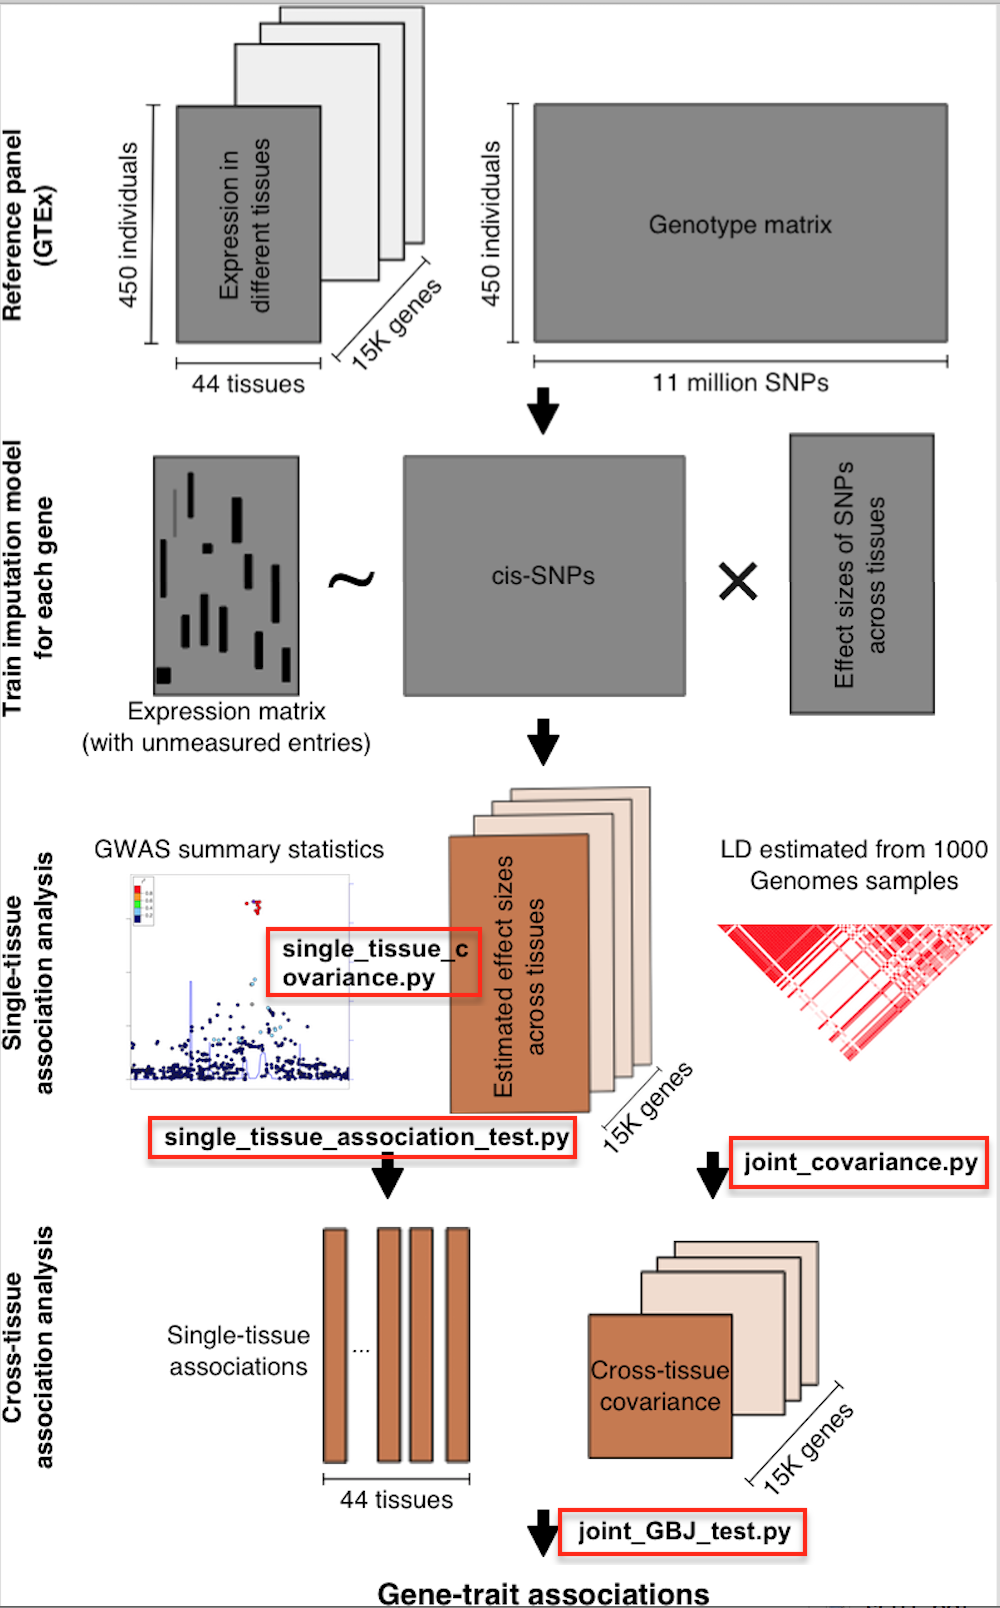 Reference panel
(GTEx)
450 individuals
Expression in
different tissues
44 tissues
15K genes
450 individuals
Genotype matrix
11 million SNPs
Train imputation model
for each gene
Expression matrix
(with unmeasured entries)
~
cis-SNPs
×
Effect sizes of SNPs
across tissues
Single-tissue
association analysis
GWAS summary statistics
single_tissue_c
ovariance.py
Estimated effect sizes
across tissues
15K genes
LD estimated from 1000
Genomes samples
single_tissue_association_test.py
joint_covariance.py
Cross-tissue
association analysis
Single-tissue
associations
...
44 tissues
Cross-tissue
covariance
15K genes
joint_GBJ_test.py
Gene-trait associations